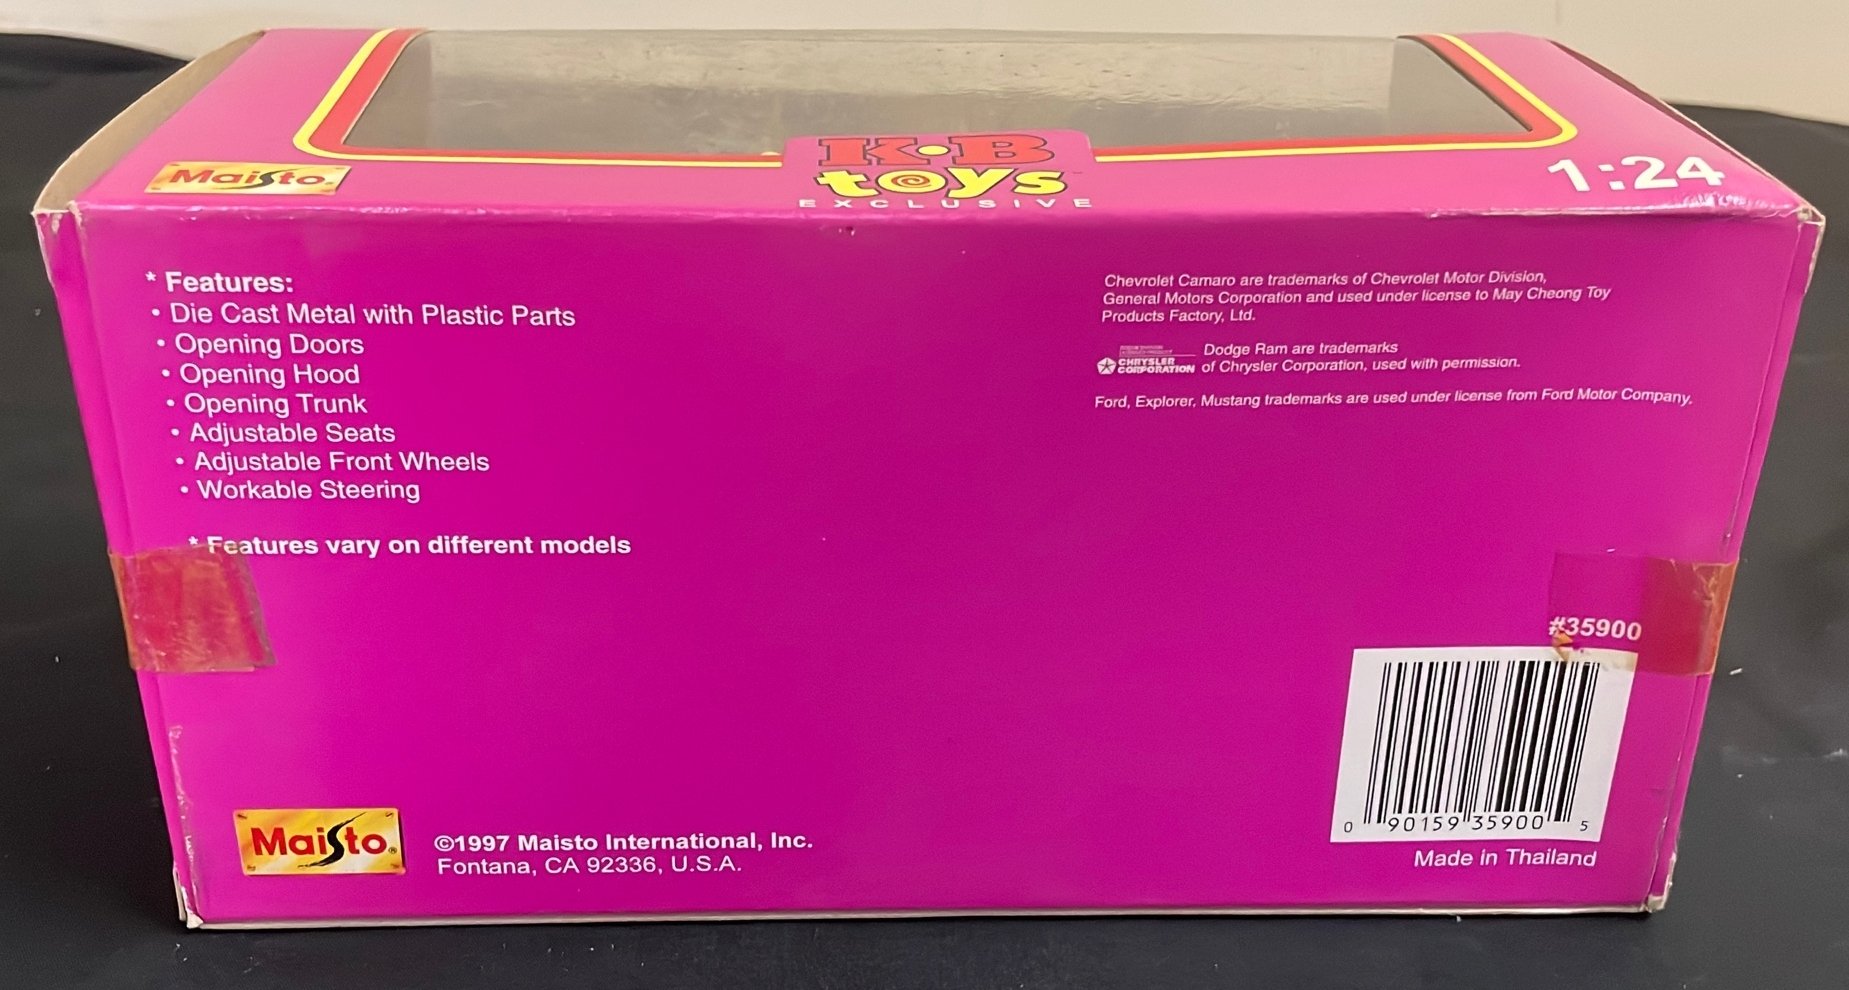 Maisto®
K·B
toys
EXCLUSIVE
1:24
* Features:
• Die Cast Metal with Plastic Parts
• Opening Doors
• Opening Hood
• Opening Trunk
• Adjustable Seats
• Adjustable Front Wheels
• Workable Steering
* Features vary on different models
Chevrolet Camaro are trademarks of Chevrolet Motor Division,
General Motors Corporation and used under license to May Cheong Toy
Products Factory, Ltd.
CHRYSLER
CORPORATION
Dodge Ram are trademarks
of Chrysler Corporation, used with permission.
Ford, Explorer, Mustang trademarks are used under license from Ford Motor Company.
#35900
0 90159 35900 5
Made in Thailand
Maisto®
©1997 Maisto International, Inc.
Fontana, CA 92336, U.S.A.